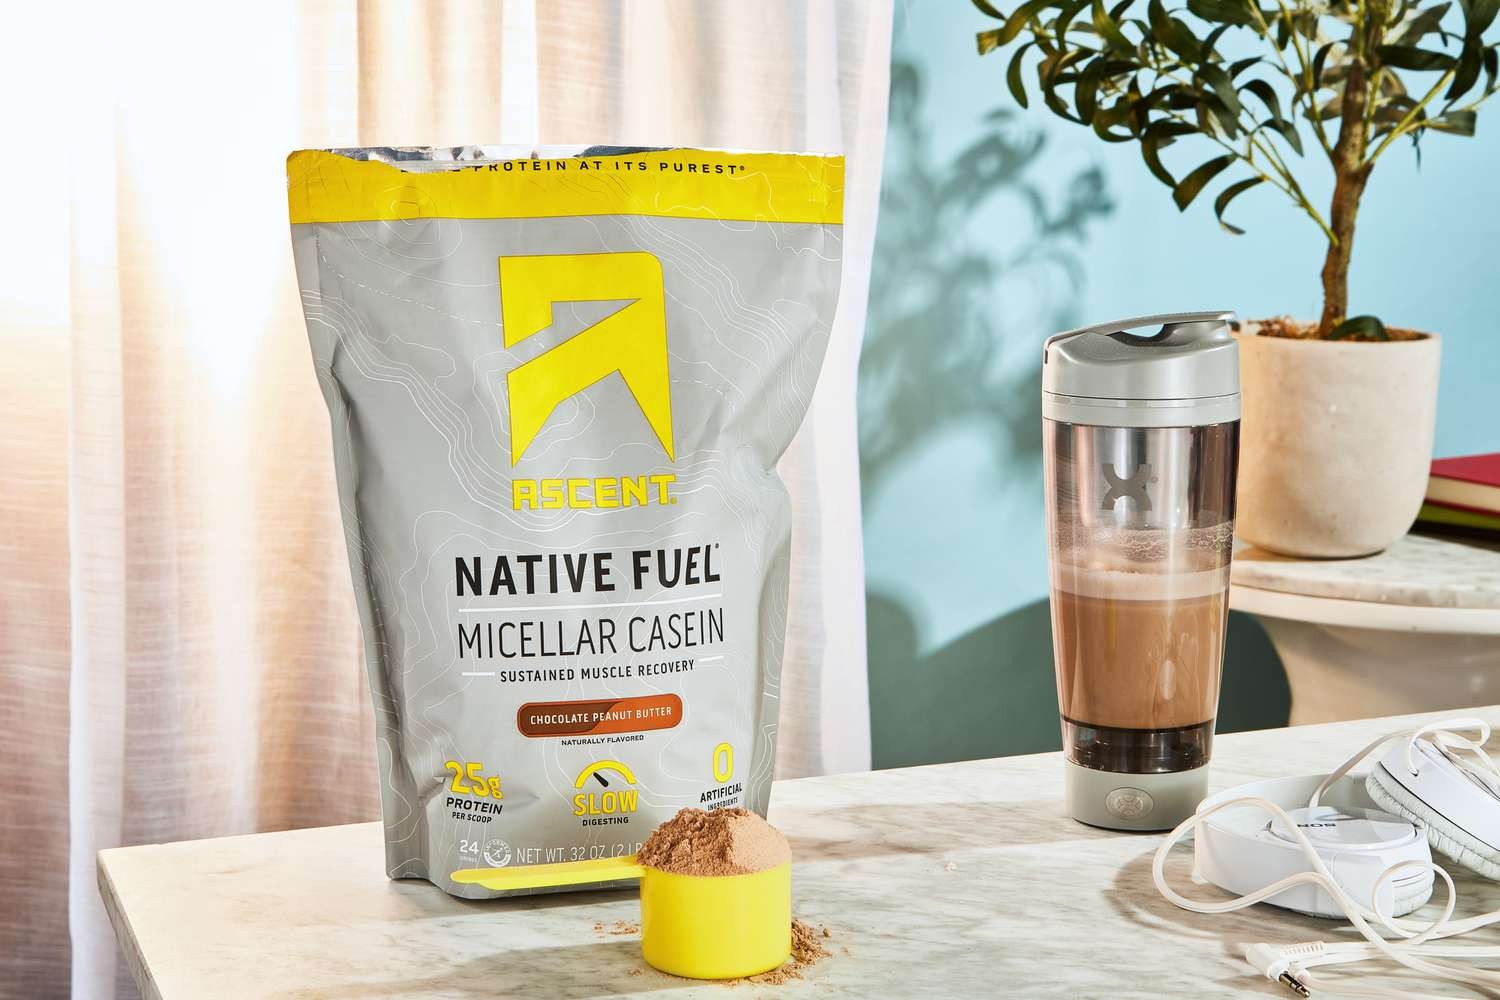 PROTEIN AT ITS PUREST®
ASCENT®
NATIVE FUEL®
MICELLAR CASEIN
SUSTAINED MUSCLE RECOVERY
CHOCOLATE PEANUT BUTTER
NATURALLY FLAVORED
25g
PROTEIN
PER SCOOP
SLOW
DIGESTING
0
ARTIFICIAL
INGREDIENTS
24
NET WT. 32 OZ (2 L